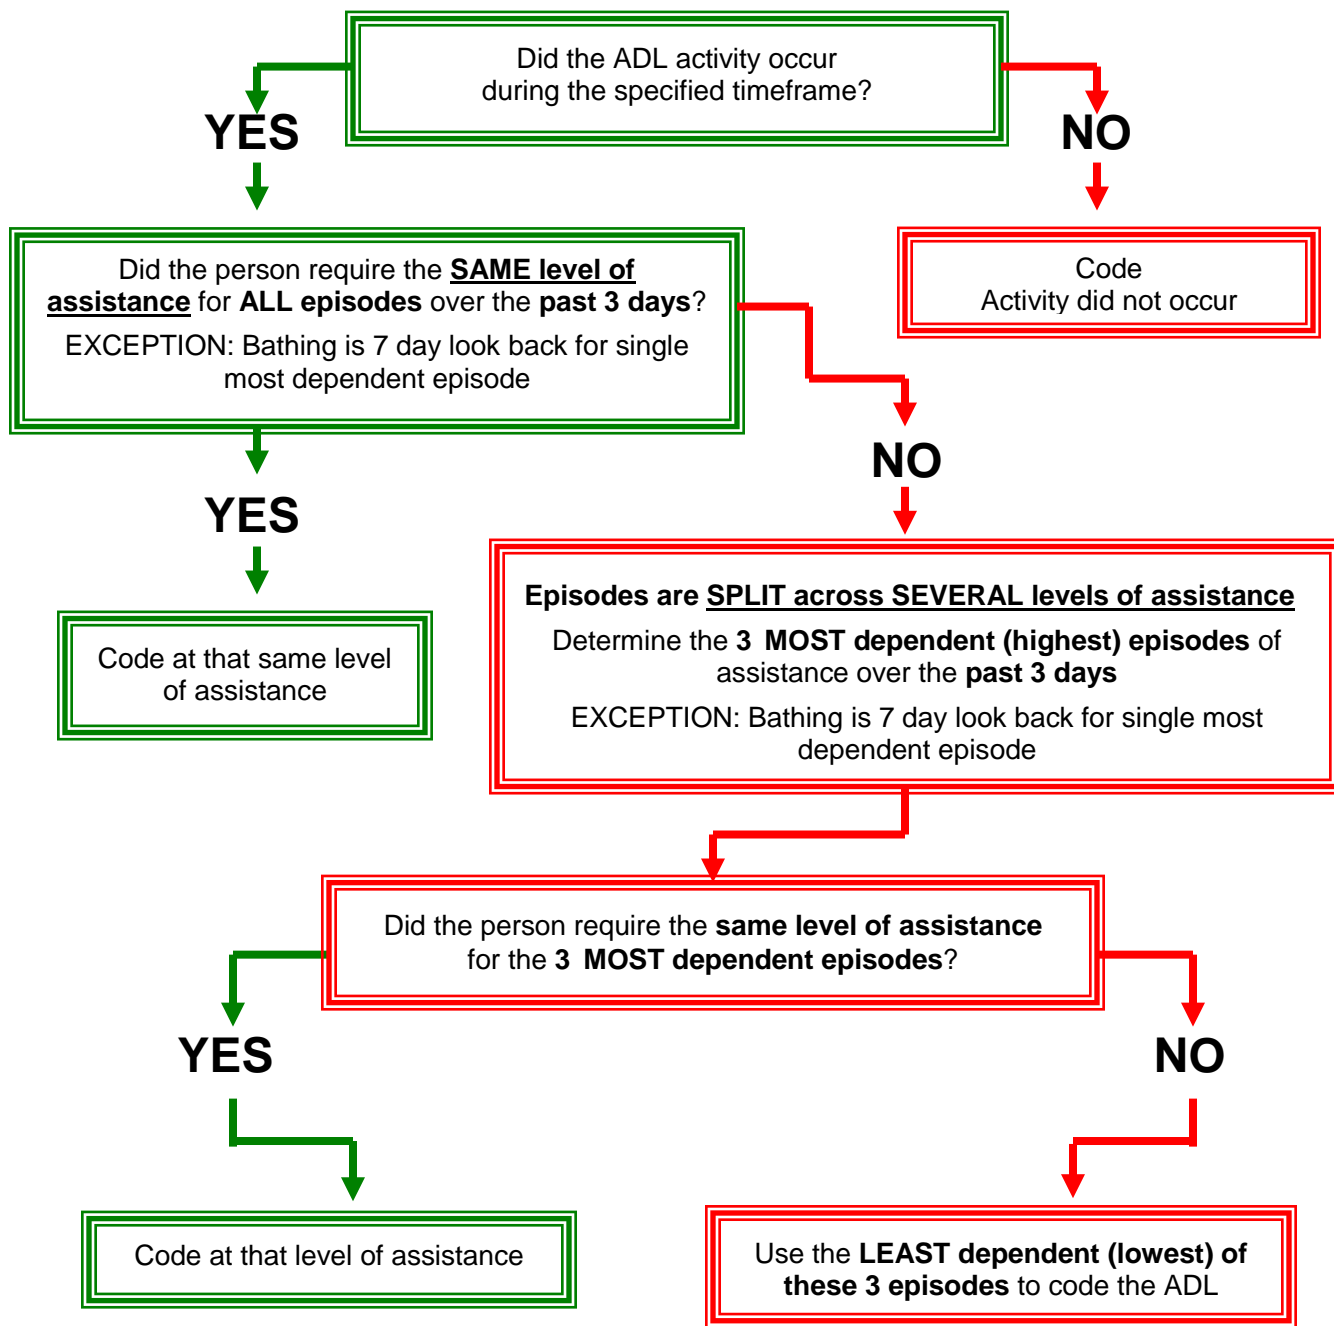 Did the ADL activity occur
during the specified timeframe?
YES
NO
Did the person require the SAME level of
assistance for ALL episodes over the past 3 days?
EXCEPTION: Bathing is 7 day look back for single
most dependent episode
Code
Activity did not occur
NO
YES
Episodes are SPLIT across SEVERAL levels of assistance
Determine the 3 MOST dependent (highest) episodes of
assistance over the past 3 days
EXCEPTION: Bathing is 7 day look back for single most
dependent episode
Code at that same level
of assistance
Did the person require the same level of assistance
for the 3 MOST dependent episodes?
YES
NO
Code at that level of assistance
Use the LEAST dependent (lowest) of
these 3 episodes to code the ADL